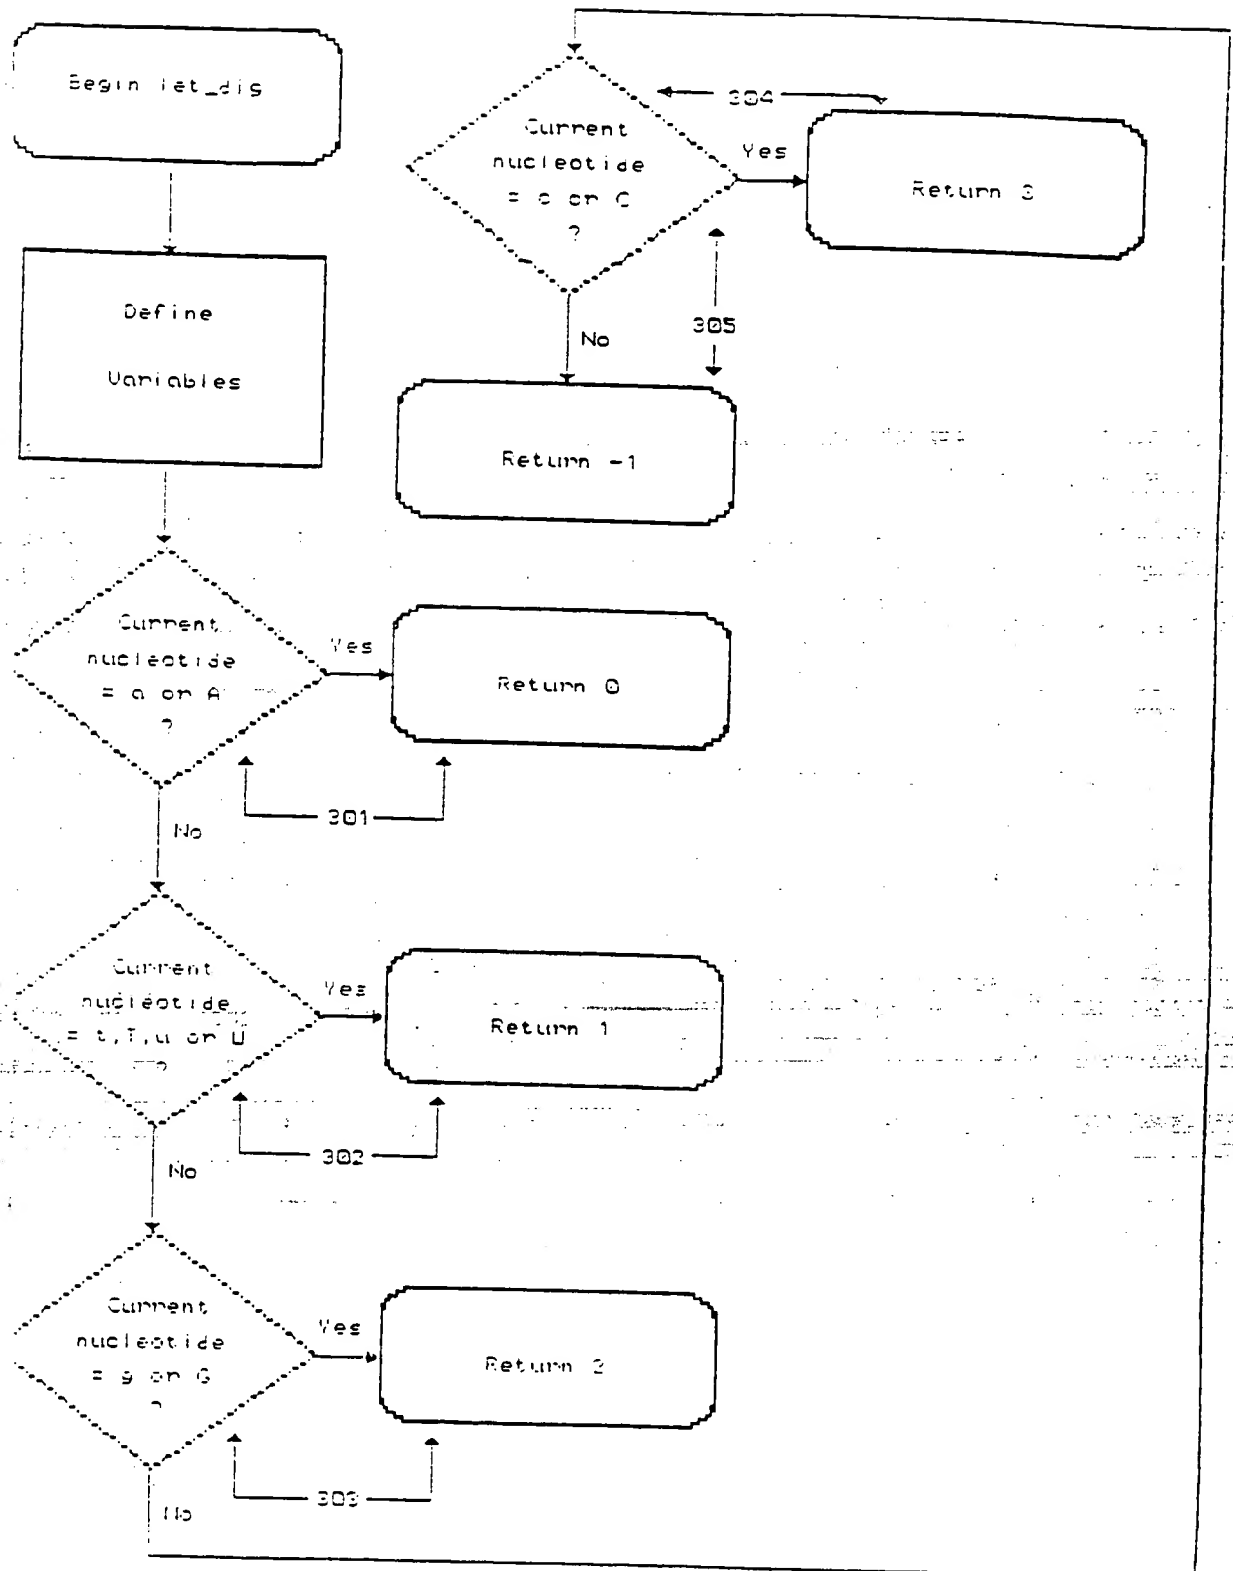 Begin let_dis
Define
Variables
Current
nucleotide
= a or A
?
Yes
Return 0
301
No
Current
nucleotide
= t,T,u or U
?
Yes
Return 1
302
No
Current
nucleotide
= g or G
?
Yes
Return 2
303
No
Current
nucleotide
= c or C
?
304
Yes
Return 3
305
No
Return -1